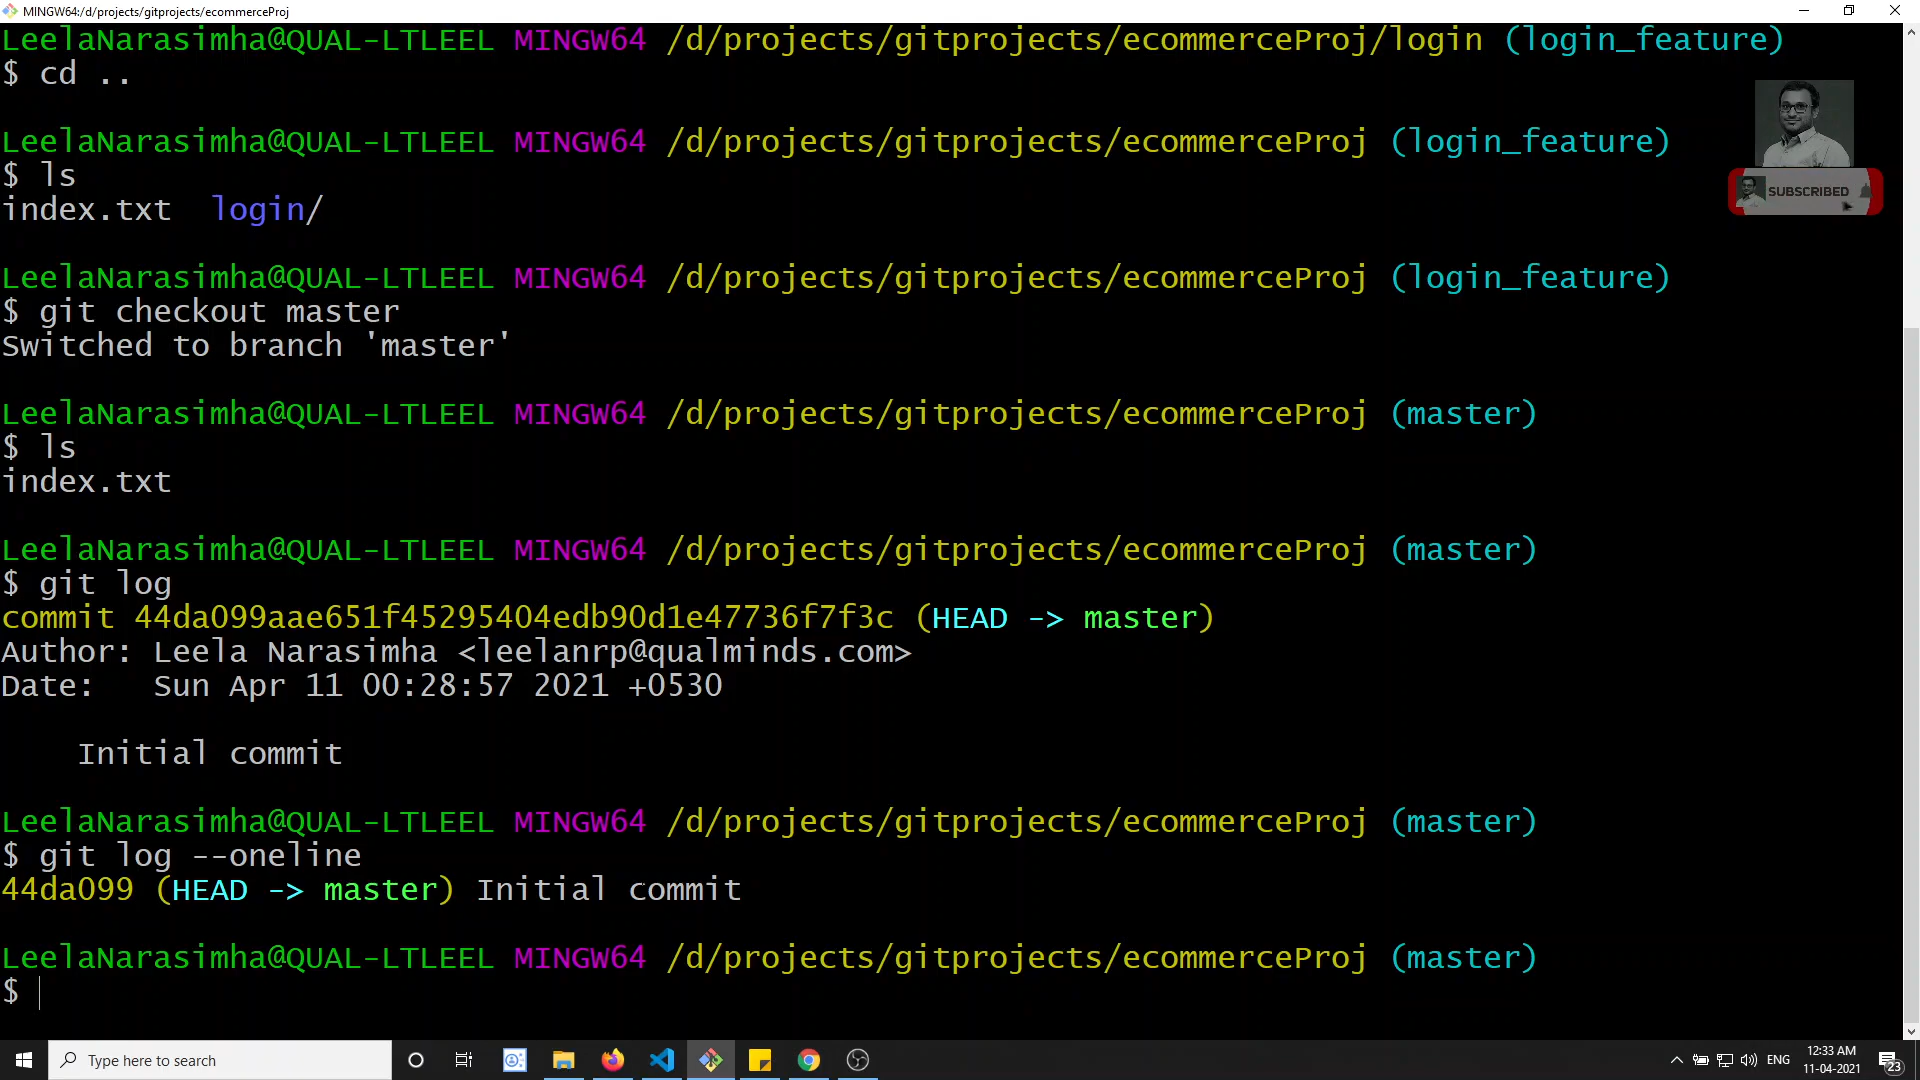 MINGW64:/d/projects/gitprojects/ecommerceProj
LeelaNarasimha@QUAL-LTLEEL MINGW64 /d/projects/gitprojects/ecommerceProj/login (login_feature)
$ cd ..
LeelaNarasimha@QUAL-LTLEEL MINGW64 /d/projects/gitprojects/ecommerceProj (login_feature)
$ ls
index.txt  login/
SUBSCRIBED
LeelaNarasimha@QUAL-LTLEEL MINGW64 /d/projects/gitprojects/ecommerceProj (login_feature)
$ git checkout master
Switched to branch 'master'
LeelaNarasimha@QUAL-LTLEEL MINGW64 /d/projects/gitprojects/ecommerceProj (master)
$ ls
index.txt
LeelaNarasimha@QUAL-LTLEEL MINGW64 /d/projects/gitprojects/ecommerceProj (master)
$ git log
commit 44da099aae651f45295404edb90d1e47736f7f3c (HEAD -> master)
Author: Leela Narasimha <leelanrp@qualminds.com>
Date:   Sun Apr 11 00:28:57 2021 +0530
Initial commit
LeelaNarasimha@QUAL-LTLEEL MINGW64 /d/projects/gitprojects/ecommerceProj (master)
$ git log --oneline
44da099 (HEAD -> master) Initial commit
LeelaNarasimha@QUAL-LTLEEL MINGW64 /d/projects/gitprojects/ecommerceProj (master)
$
Type here to search
ENG
12:33 AM
11-04-2021
23